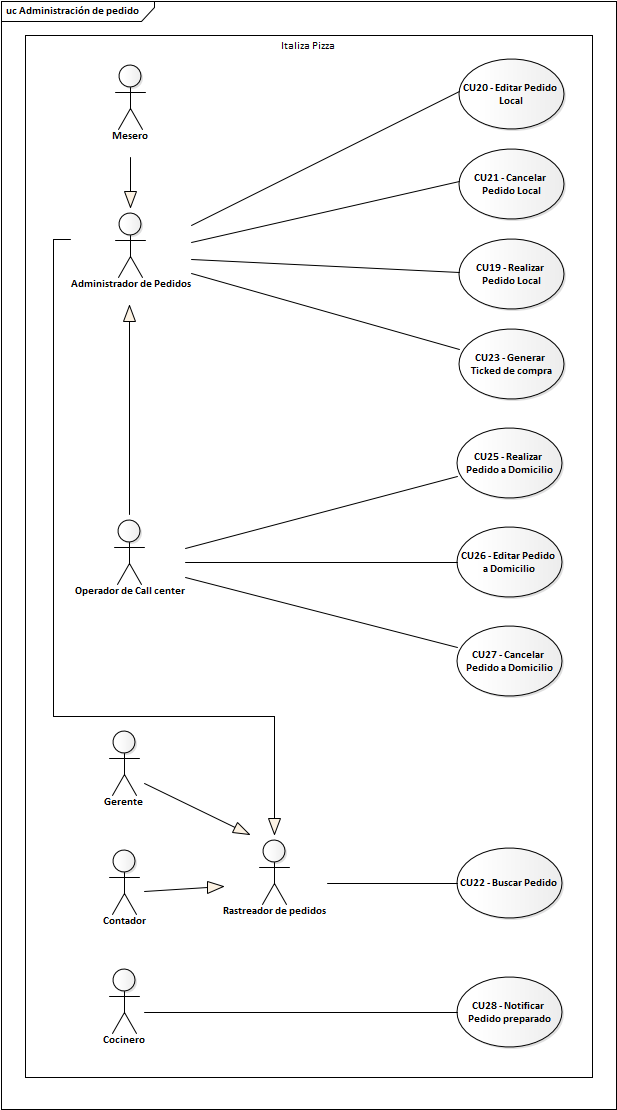 uc Administración de pedido
Italiza Pizza
Mesero
CU20 - Editar Pedido
Local
CU21 - Cancelar
Pedido Local
Administrador de Pedidos
CU19 - Realizar
Pedido Local
CU23 - Generar
Ticked de compra
CU25 - Realizar
Pedido a Domicilio
Operador de Call center
CU26 - Editar Pedido
a Domicilio
CU27 - Cancelar
Pedido a Domicilio
Gerente
Contador
Rastreador de pedidos
CU22 - Buscar Pedido
Cocinero
CU28 - Notificar
Pedido preparado